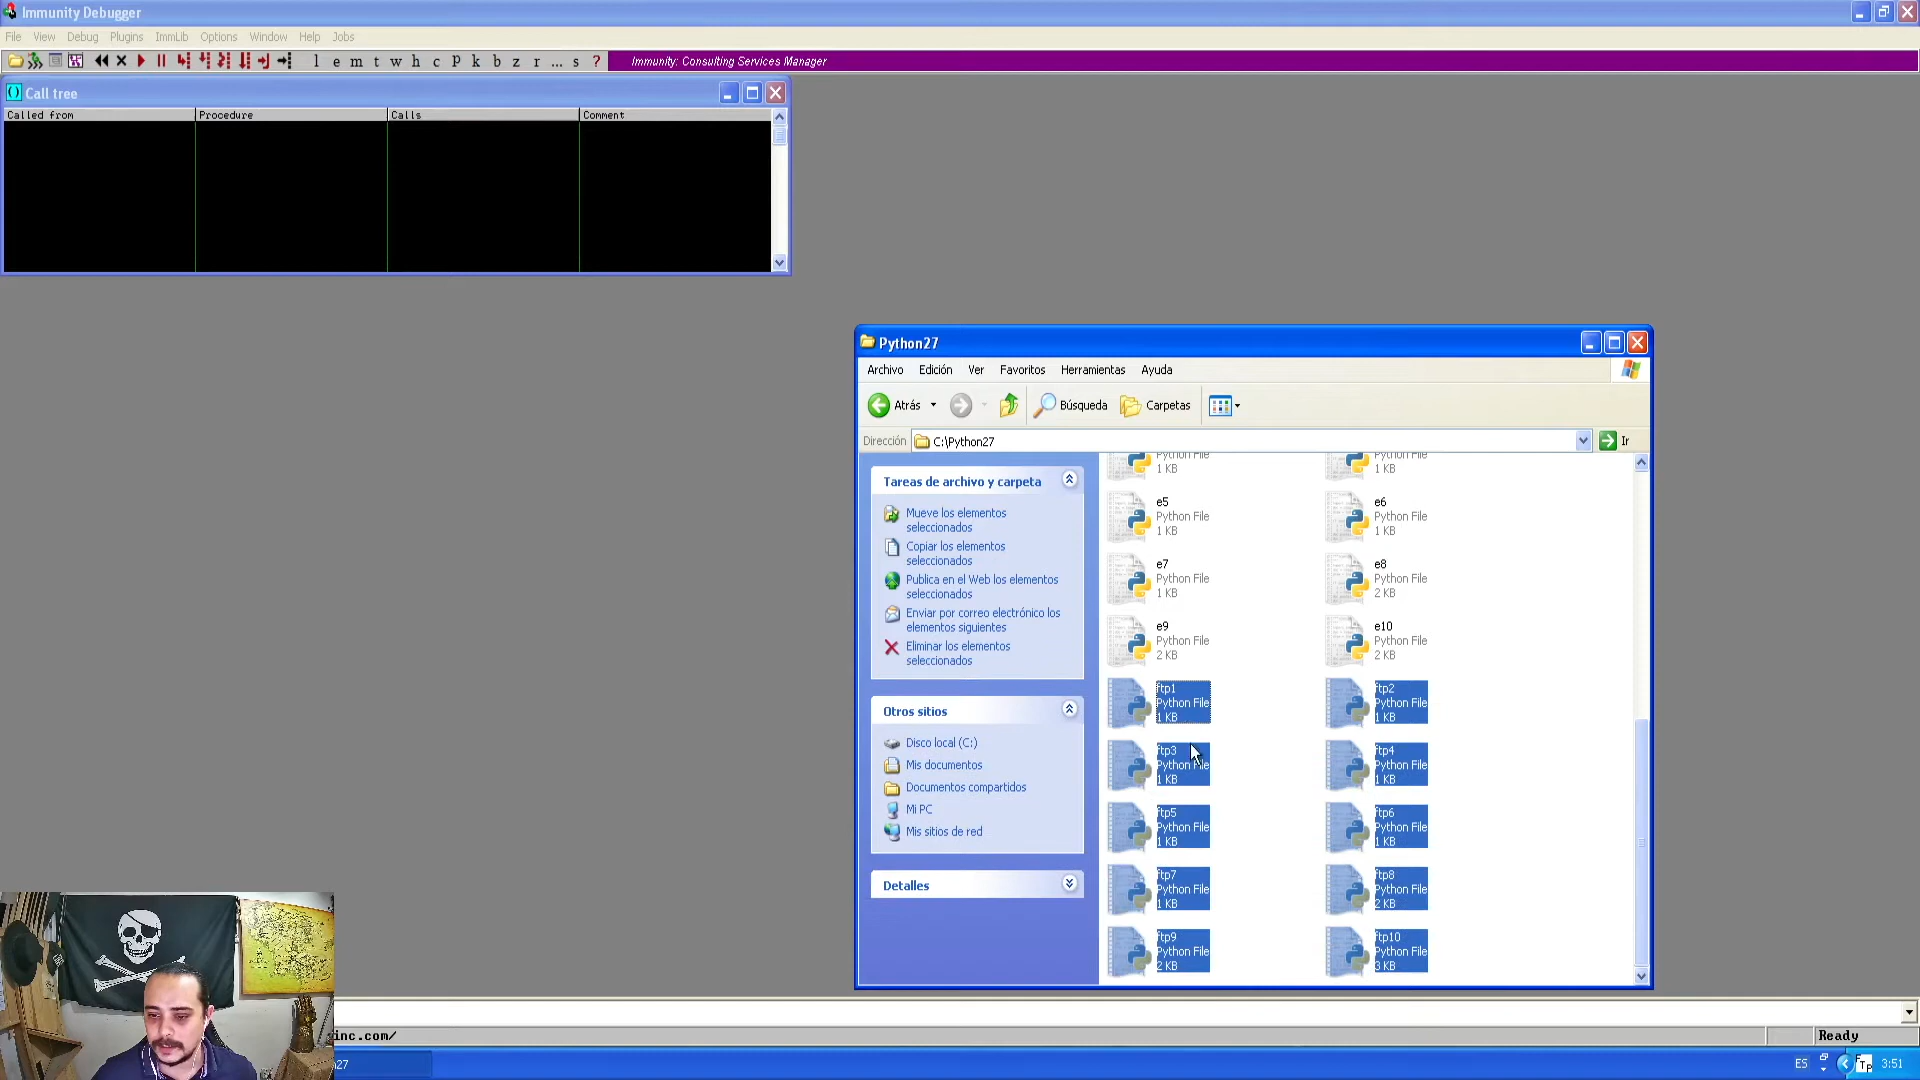 Immunity Debugger
File View Debug Plugins ImmLib Options Window Help Jobs
l e m t w h c P k b z r ... s ?
Immunity: Consulting Services Manager
Call tree
Called from Procedure Calls Comment
Python27
Archivo Edición Ver Favoritos Herramientas Ayuda
Atrás Búsqueda Carpetas
Dirección C:\Python27 Ir
Tareas de archivo y carpeta
Mueve los elementos
seleccionados
Copiar los elementos
seleccionados
Publica en el Web los elementos
seleccionados
Enviar por correo electrónico los
elementos siguientes
Eliminar los elementos
seleccionados
Otros sitios
Disco local (C:)
Mis documentos
Documentos compartidos
Mi PC
Mis sitios de red
Detalles
Python File
1 KB
Python File
1 KB
e5
Python File
1 KB
e6
Python File
1 KB
e7
Python File
1 KB
e8
Python File
2 KB
e9
Python File
2 KB
e10
Python File
2 KB
ftp1
Python File
1 KB
ftp2
Python File
1 KB
ftp3
Python File
1 KB
ftp4
Python File
1 KB
ftp5
Python File
1 KB
ftp6
Python File
1 KB
ftp7
Python File
1 KB
ftp8
Python File
2 KB
ftp9
Python File
2 KB
ftp10
Python File
3 KB
inc.com/
Ready
27
ES
FTP
3:51